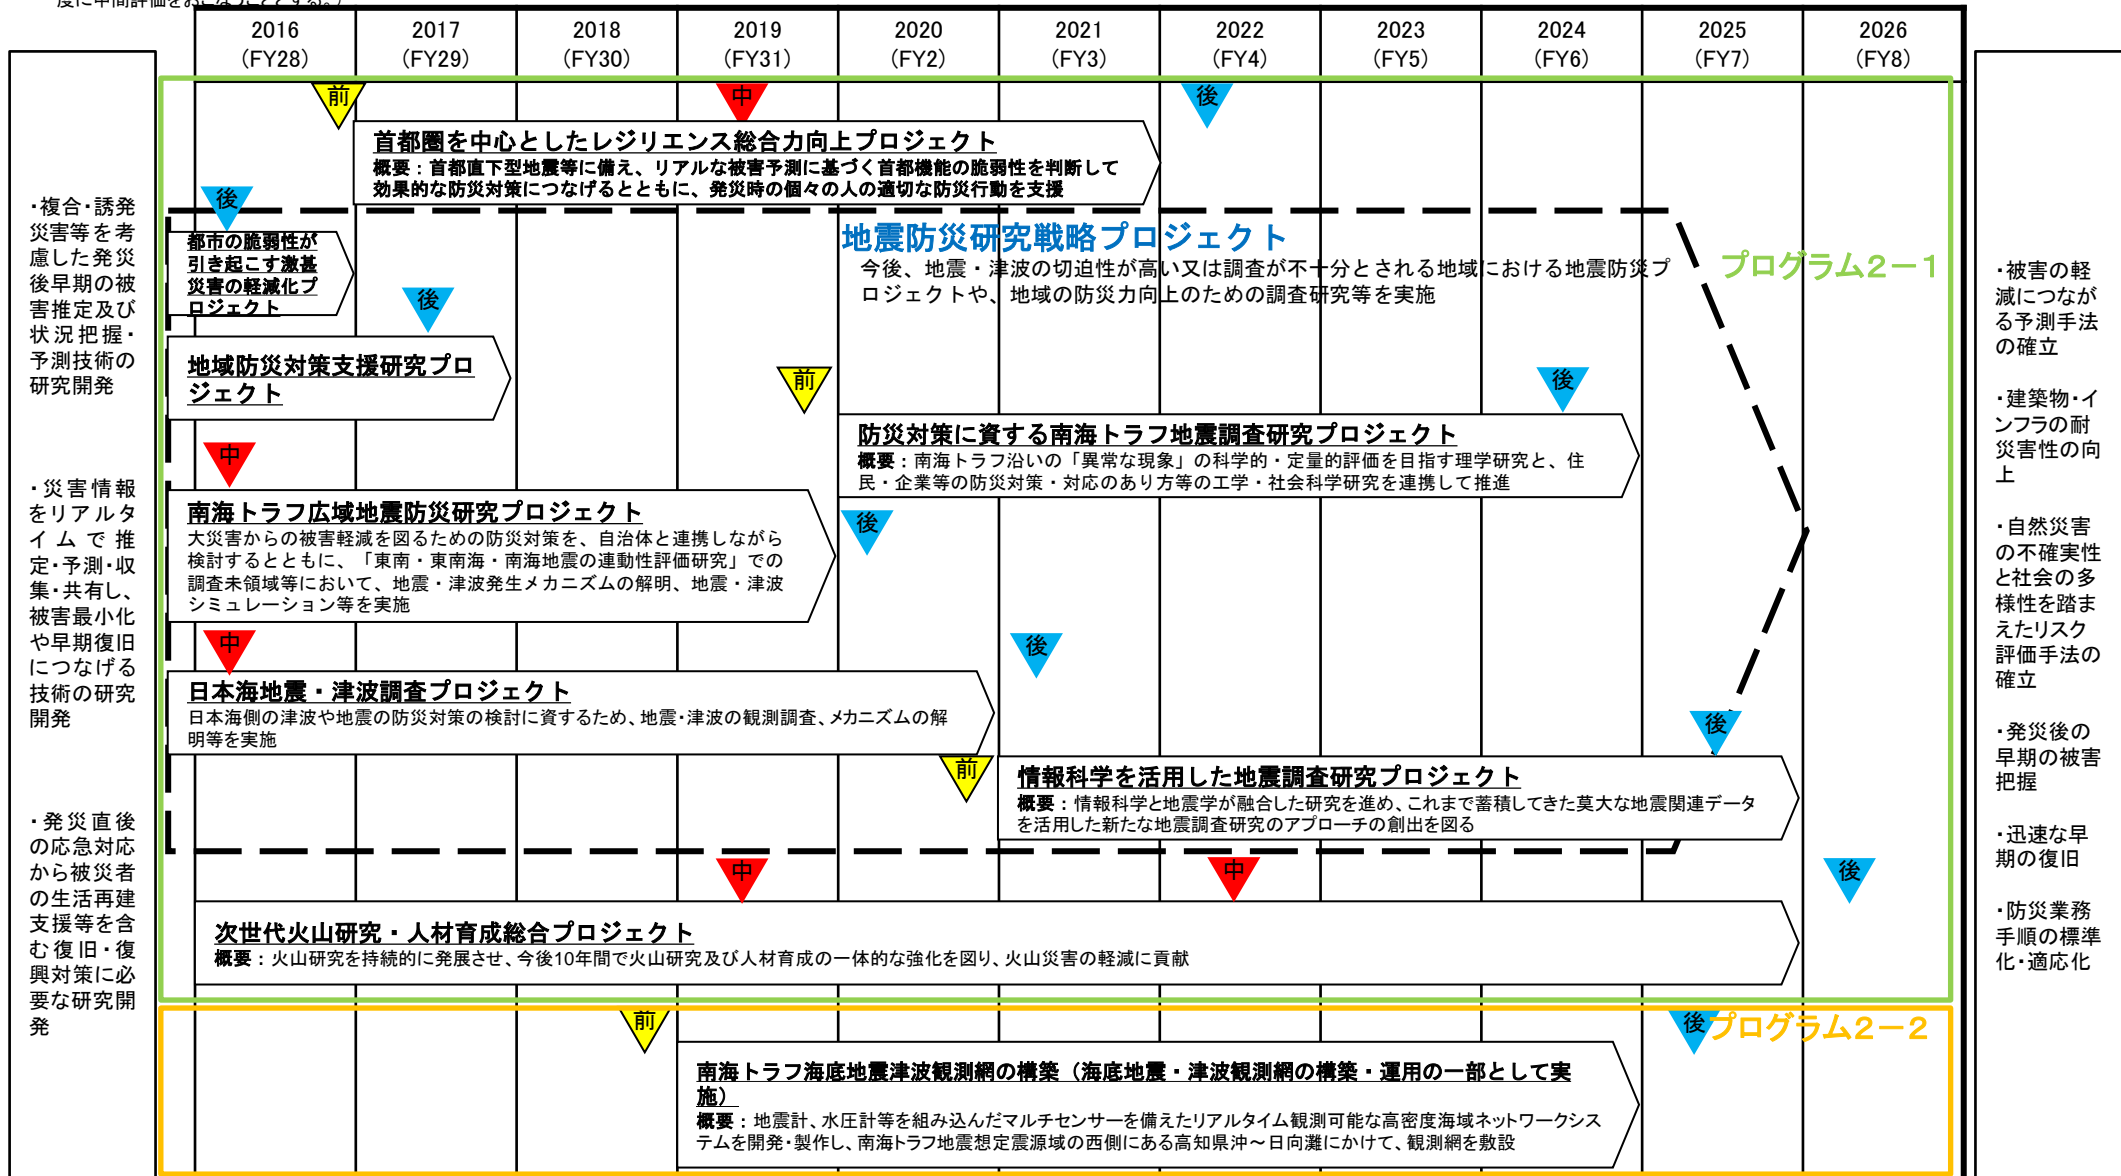 度に中間評価をおこなうこととする。）
2016
(FY28)
2017
(FY29)
2018
(FY30)
2019
(FY31)
2020
(FY2)
2021
(FY3)
2022
(FY4)
2023
(FY5)
2024
(FY6)
2025
(FY7)
2026
(FY8)
・複合・誘発
災害等を考
慮した発災
後早期の被
害推定及び
状況把握・
予測技術の
研究開発
・災害情報
をリアルタ
イムで推
定・予測・収
集・共有し、
被害最小化
や早期復旧
につなげる
技術の研究
開発
・発災直後
の応急対応
から被災者
の生活再建
支援等を含
む復旧・復
興対策に必
要な研究開
発
前
中
後
首都圏を中心としたレジリエンス総合力向上プロジェクト
概要：首都直下型地震等に備え、リアルな被害予測に基づく首都機能の脆弱性を判断して
効果的な防災対策につなげるとともに、発災時の個々の人の適切な防災行動を支援
後
都市の脆弱性が
引き起こす激甚
災害の軽減化プ
ロジェクト
地震防災研究戦略プロジェクト
今後、地震・津波の切迫性が高い又は調査が不十分とされる地域における地震防災プ
ロジェクトや、地域の防災力向上のための調査研究等を実施
プログラム２－１
後
地域防災対策支援研究プロ
ジェクト
前
後
防災対策に資する南海トラフ地震調査研究プロジェクト
概要：南海トラフ沿いの「異常な現象」の科学的・定量的評価を目指す理学研究と、住
民・企業等の防災対策・対応のあり方等の工学・社会科学研究を連携して推進
中
南海トラフ広域地震防災研究プロジェクト
大災害からの被害軽減を図るための防災対策を、自治体と連携しながら
検討するとともに、「東南・東南海・南海地震の連動性評価研究」での
調査未領域等において、地震・津波発生メカニズムの解明、地震・津波
シミュレーション等を実施
後
中
後
日本海地震・津波調査プロジェクト
日本海側の津波や地震の防災対策の検討に資するため、地震・津波の観測調査、メカニズムの解
明等を実施
前
後
情報科学を活用した地震調査研究プロジェクト
概要：情報科学と地震学が融合した研究を進め、これまで蓄積してきた莫大な地震関連データ
を活用した新たな地震調査研究のアプローチの創出を図る
中
中
後
次世代火山研究・人材育成総合プロジェクト
概要：火山研究を持続的に発展させ、今後10年間で火山研究及び人材育成の一体的な強化を図り、火山災害の軽減に貢献
前
後
プログラム２－２
南海トラフ海底地震津波観測網の構築（海底地震・津波観測網の構築・運用の一部として実
施）
概要：地震計、水圧計等を組み込んだマルチセンサーを備えたリアルタイム観測可能な高密度海域ネットワークシス
テムを開発・製作し、南海トラフ地震想定震源域の西側にある高知県沖～日向灘にかけて、観測網を敷設
・被害の軽
減につなが
る予測手法
の確立
・建築物・イ
ンフラの耐
災害性の向
上
・自然災害
の不確実性
と社会の多
様性を踏ま
えたリスク
評価手法の
確立
・発災後の
早期の被害
把握
・迅速な早
期の復旧
・防災業務
手順の標準
化・適応化